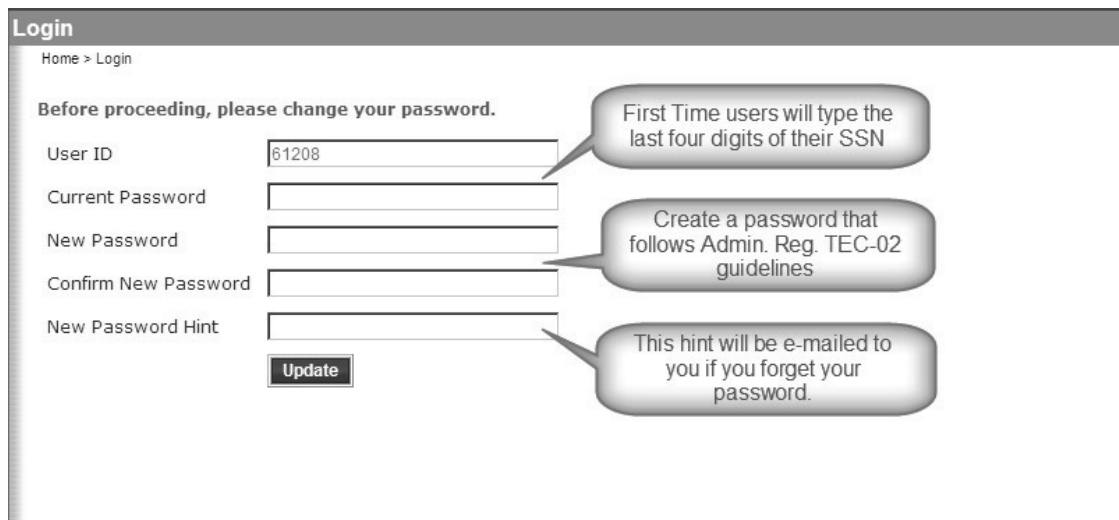 Login
Home > Login
Before proceeding, please change your password.
User ID
61208
Current Password
New Password
Confirm New Password
New Password Hint
Update
First Time users will type the
last four digits of their SSN
Create a password that
follows Admin. Reg. TEC-02
guidelines
This hint will be e-mailed to
you if you forget your
password.